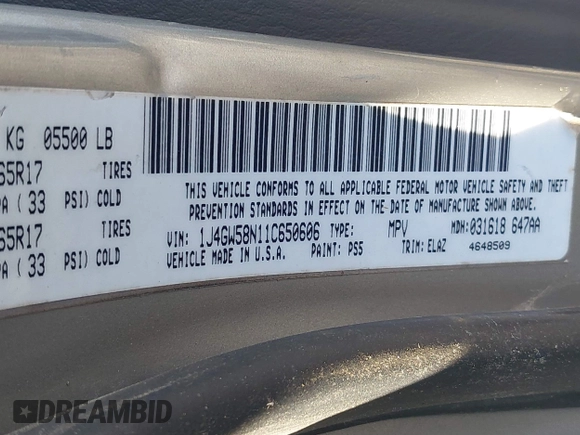 KG 05500 LB
65R17 TIRES
PA (33 PSI) COLD
65R17 TIRES
PA (33 PSI) COLD
THIS VEHICLE CONFORMS TO ALL APPLICABLE FEDERAL MOTOR VEHICLE SAFETY AND THEFT
PREVENTION STANDARDS IN EFFECT ON THE DATE OF MANUFACTURE SHOWN ABOVE.
VIN: 1J4GW58N11C650606 TYPE: MPV MDH: 031618 647AA
VEHICLE MADE IN U.S.A. PAINT: PS5 TRIM: ELAZ 4648509
DREAMBID